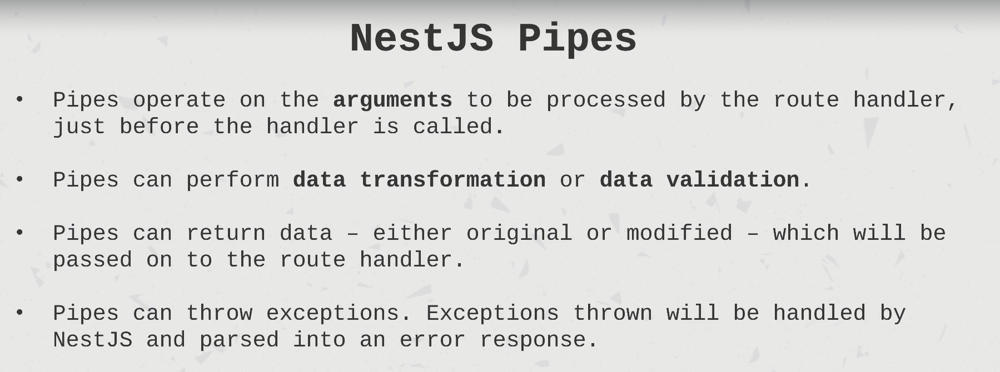 NestJS Pipes
• Pipes operate on the arguments to be processed by the route handler,
just before the handler is called.
• Pipes can perform data transformation or data validation.
• Pipes can return data – either original or modified – which will be
passed on to the route handler.
• Pipes can throw exceptions. Exceptions thrown will be handled by
NestJS and parsed into an error response.